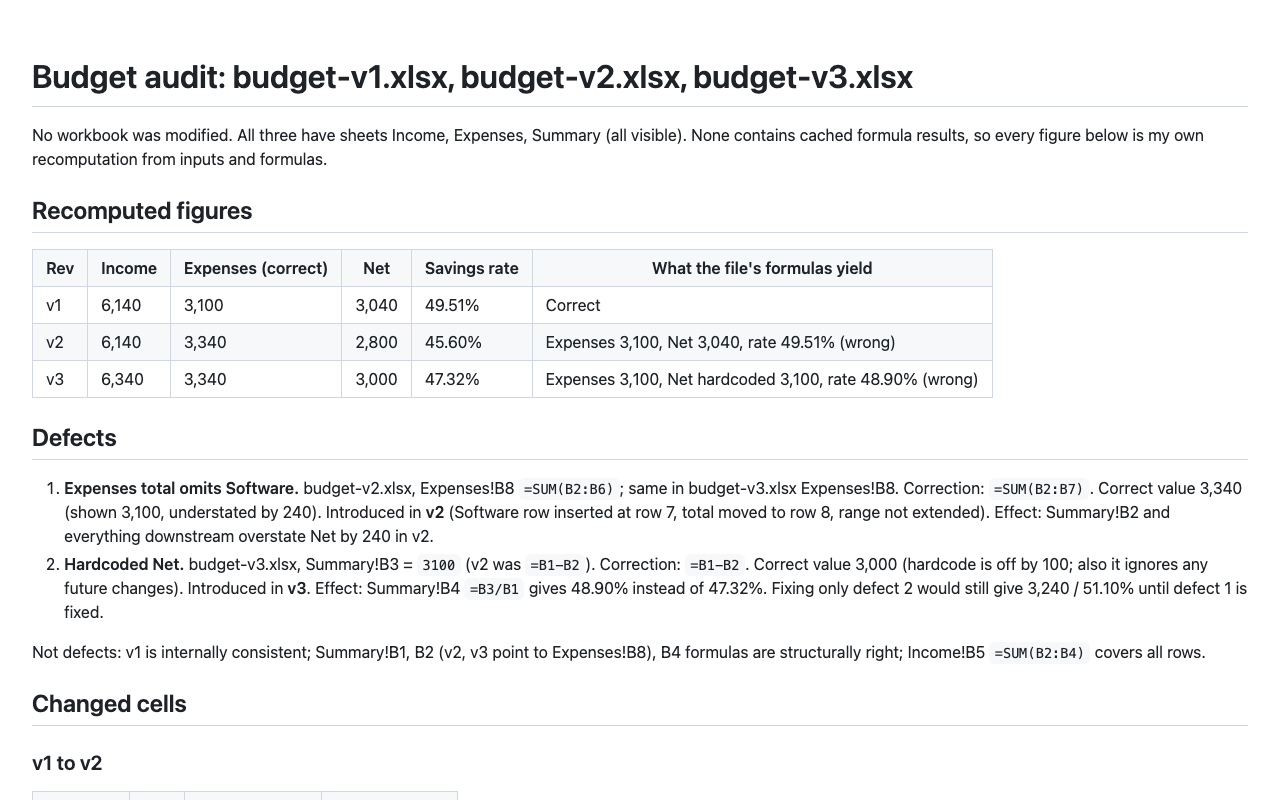 Budget audit: budget-v1.xlsx, budget-v2.xlsx, budget-v3.xlsx
No workbook was modified. All three have sheets Income, Expenses, Summary (all visible). None contains cached formula results, so every figure below is my own
recomputation from inputs and formulas.
Recomputed figures
Rev Income Expenses (correct) Net Savings rate What the file's formulas yield
v1 6,140 3,100 3,040 49.51% Correct
v2 6,140 3,340 2,800 45.60% Expenses 3,100, Net 3,040, rate 49.51% (wrong)
v3 6,340 3,340 3,000 47.32% Expenses 3,100, Net hardcoded 3,100, rate 48.90% (wrong)
Defects
1. Expenses total omits Software. budget-v2.xlsx, Expenses!B8 =SUM(B2:B6) ; same in budget-v3.xlsx Expenses!B8. Correction: =SUM(B2:B7) . Correct value 3,340
(shown 3,100, understated by 240). Introduced in v2 (Software row inserted at row 7, total moved to row 8, range not extended). Effect: Summary!B2 and
everything downstream overstate Net by 240 in v2.
2. Hardcoded Net. budget-v3.xlsx, Summary!B3 = 3100 (v2 was =B1−B2 ). Correction: =B1−B2 . Correct value 3,000 (hardcode is off by 100; also it ignores any
future changes). Introduced in v3. Effect: Summary!B4 =B3/B1 gives 48.90% instead of 47.32%. Fixing only defect 2 would still give 3,240 / 51.10% until defect 1 is
fixed.
Not defects: v1 is internally consistent; Summary!B1, B2 (v2, v3 point to Expenses!B8), B4 formulas are structurally right; Income!B5 =SUM(B2:B4) covers all rows.
Changed cells
v1 to v2